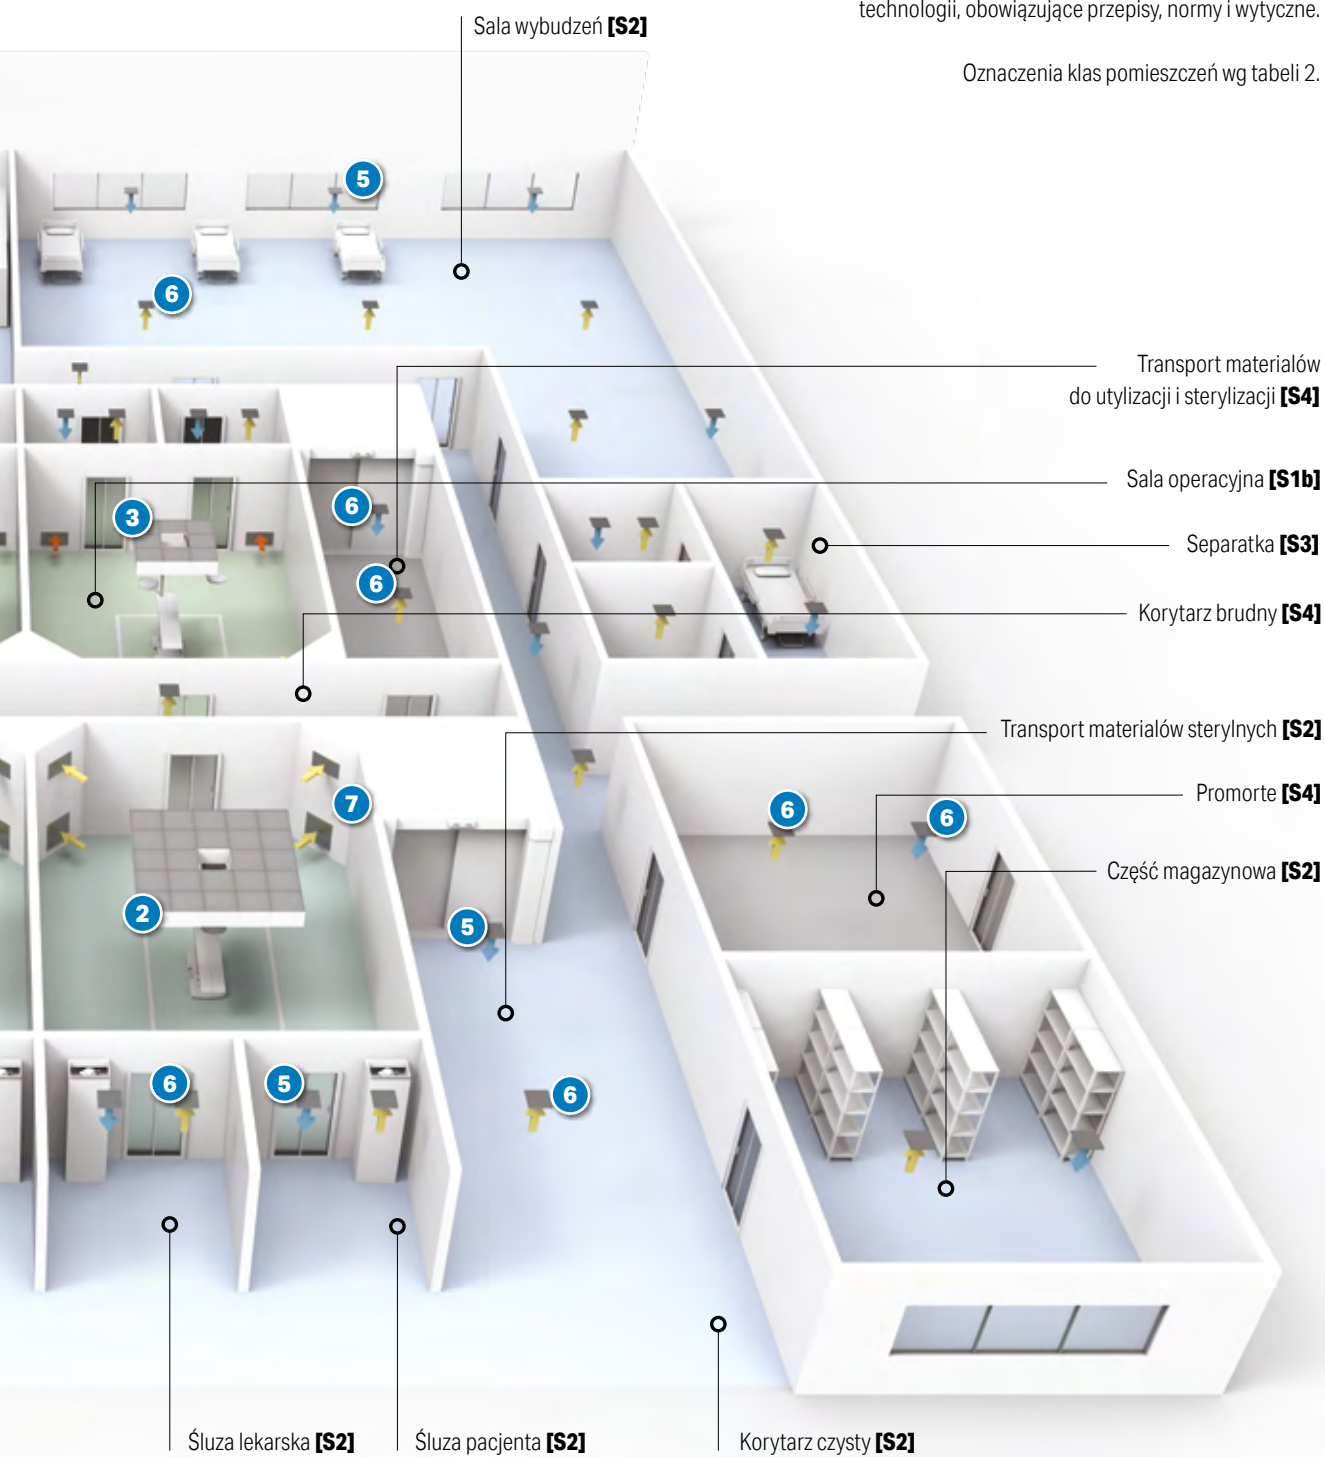 technologii, obowiązujące przepisy, normy i wytyczne.
Sala wybudzeń [S2]
Oznaczenia klas pomieszczeń wg tabeli 2.
5
6
Transport materialów
do utylizacji i sterylizacji [S4]
Sala operacyjna [S1b]
3
6
Separatka [S3]
6
Korytarz brudny [S4]
Transport materialów sterylnych [S2]
Promorte [S4]
7
6
6
Część magazynowa [S2]
2
5
6
5
6
Śluza lekarska [S2]
Śluza pacjenta [S2]
Korytarz czysty [S2]